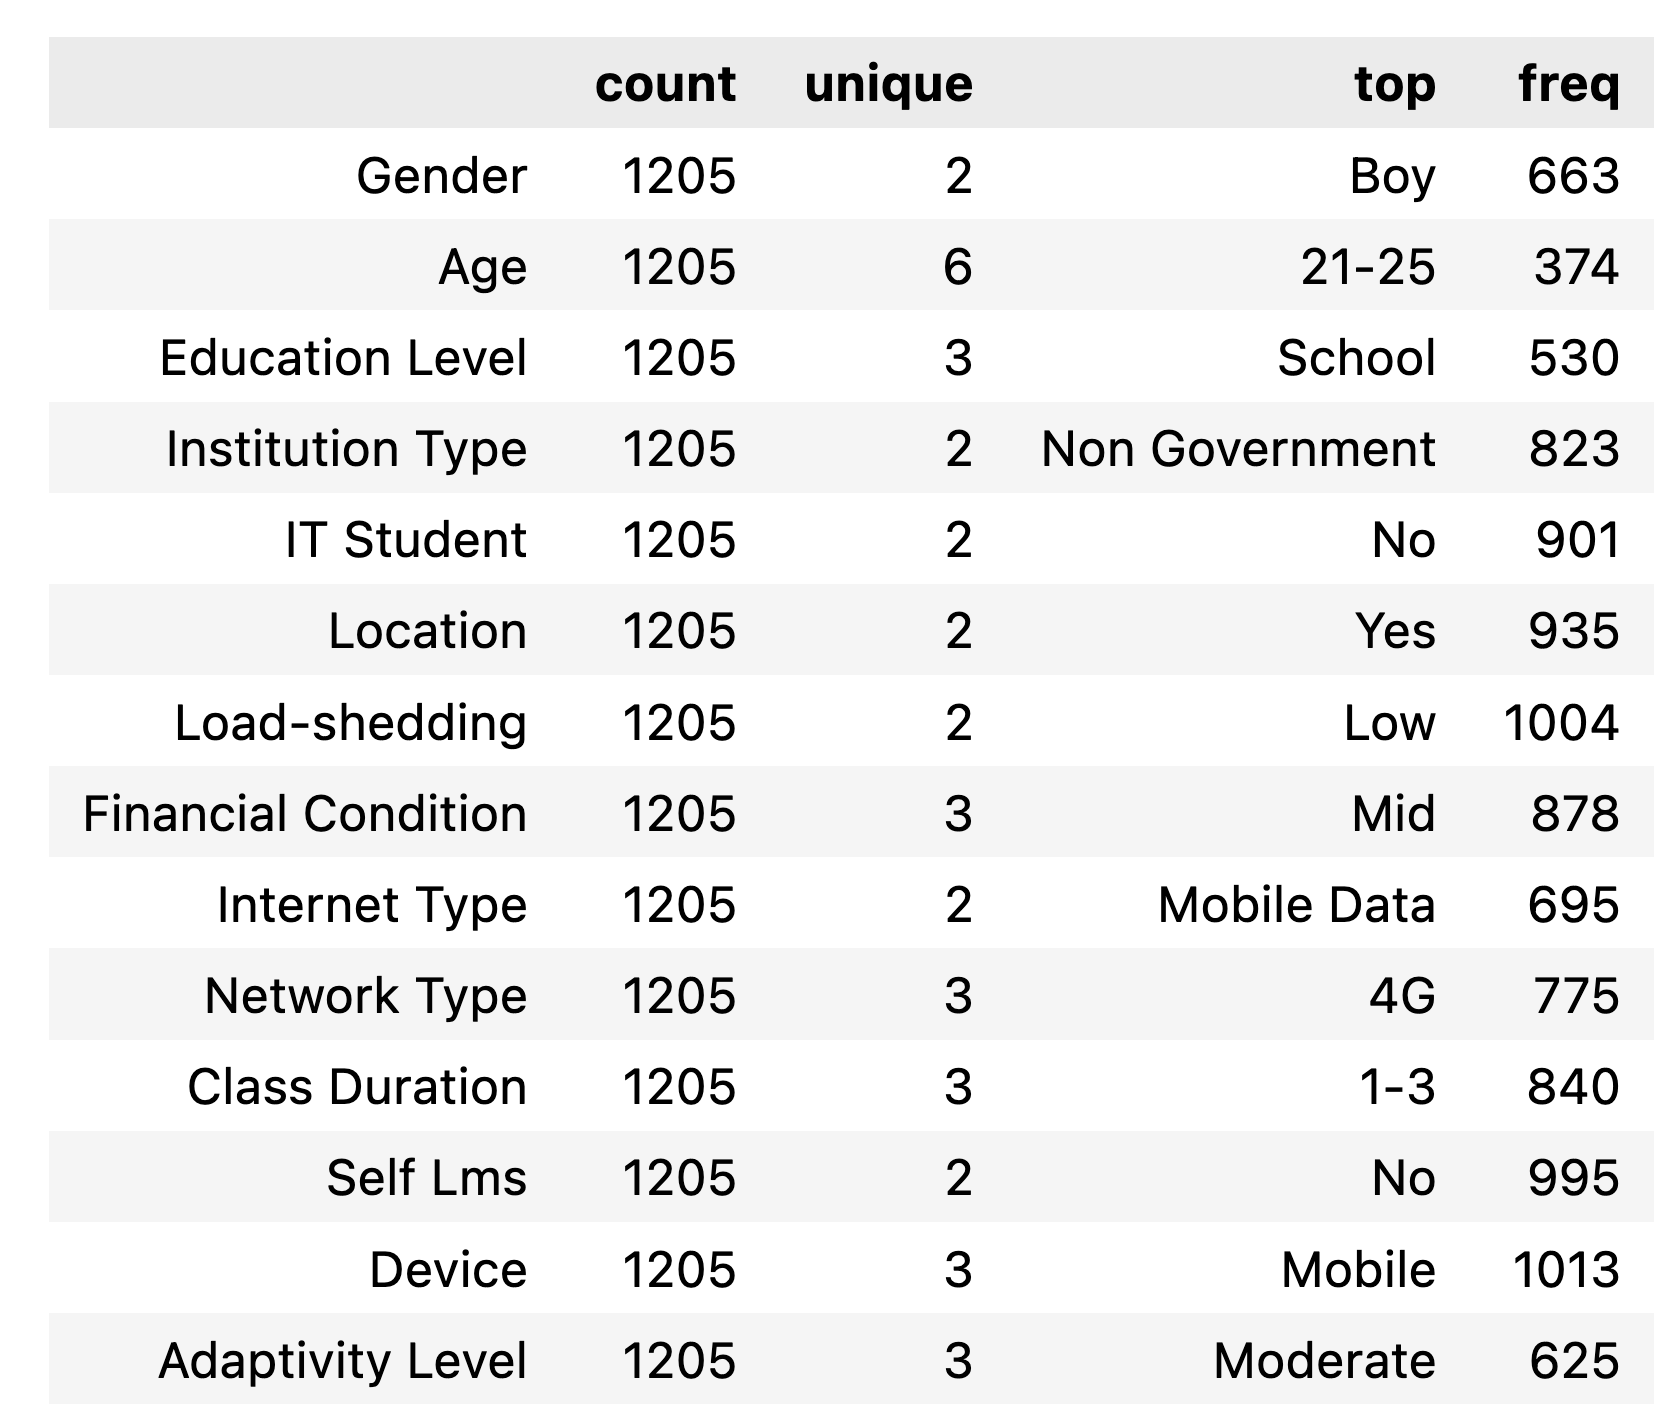 count unique top freq
Gender 1205 2 Boy 663
Age 1205 6 21-25 374
Education Level 1205 3 School 530
Institution Type 1205 2 Non Government 823
IT Student 1205 2 No 901
Location 1205 2 Yes 935
Load-shedding 1205 2 Low 1004
Financial Condition 1205 3 Mid 878
Internet Type 1205 2 Mobile Data 695
Network Type 1205 3 4G 775
Class Duration 1205 3 1-3 840
Self Lms 1205 2 No 995
Device 1205 3 Mobile 1013
Adaptivity Level 1205 3 Moderate 625